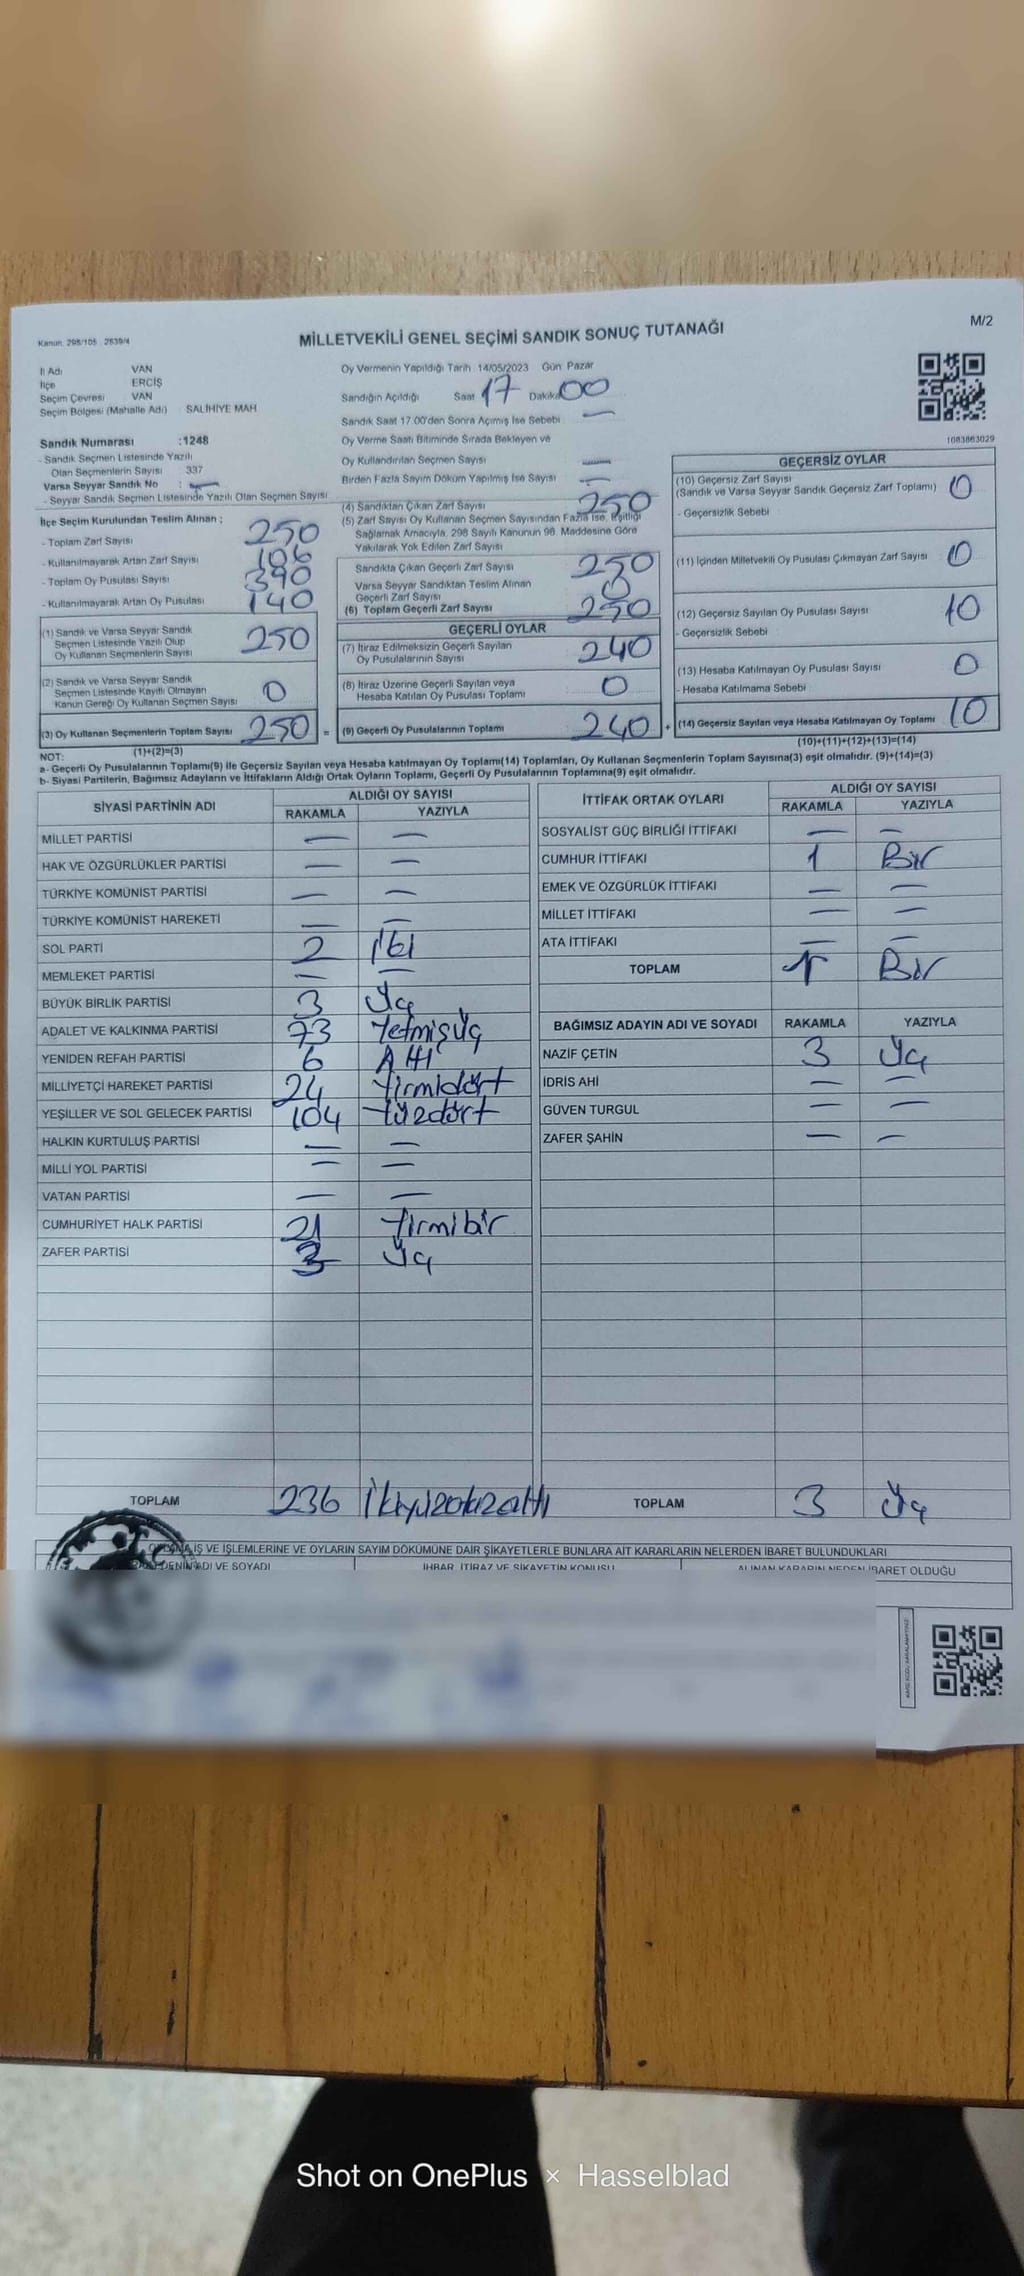 Kanun: 298/105 , 2839/4
MİLLETVEKİLİ GENEL SEÇİMİ SANDIK SONUÇ TUTANAĞI
M/2
İl Adı VAN
İlçe ERCİŞ
Seçim Çevresi VAN
Seçim Bölgesi (Mahalle Adı) SALİHİYE MAH
Sandık Numarası :1248
- Sandık Seçmen Listesinde Yazılı
Olan Seçmenlerin Sayısı 337
Varsa Seyyar Sandık No : —
- Seyyar Sandık Seçmen Listesinde Yazılı Olan Seçmen Sayısı
Oy Vermenin Yapıldığı Tarih 14/05/2023 Gün Pazar
Sandığın Açıldığı Saat 17 Dakika 00
Sandık Saat 17.00'den Sonra Açımış İse Sebebi —
Oy Verme Saati Bitiminde Sırada Bekleyen ve
Oy Kullandırılan Seçmen Sayısı —
Birden Fazla Sayım Döküm Yapılmış İse Sayısı —
1083863029
İlçe Seçim Kurulundan Teslim Alınan ;
- Toplam Zarf Sayısı 250
- Kullanılmayarak Artan Zarf Sayısı 106
- Toplam Oy Pusulası Sayısı 390
- Kullanılmayarak Artan Oy Pusulası 140
(1) Sandık ve Varsa Seyyar Sandık
Seçmen Listesinde Yazılı Olup
Oy Kullanan Seçmenlerin Sayısı 250
(2) Sandık ve Varsa Seyyar Sandık
Seçmen Listesinde Kayıtlı Olmayan
Kanun Gereği Oy Kullanan Seçmen Sayısı 0
(3) Oy Kullanan Seçmenlerin Toplam Sayısı 250 =
(1)+(2)=(3)
(4) Sandıktan Çıkan Zarf Sayısı 250
(5) Zarf Sayısı Oy Kullanan Seçmen Sayısından Fazla ise, Eşitliği
Sağlamak Amacıyla, 298 Sayılı Kanunun 98. Maddesine Göre
Yakılarak Yok Edilen Zarf Sayısı
Sandıkta Çıkan Geçerli Zarf Sayısı 250
Varsa Seyyar Sandıktan Teslim Alınan
Geçerli Zarf Sayısı 0
(6) Toplam Geçerli Zarf Sayısı 250
GEÇERLİ OYLAR
(7) İtiraz Edilmeksizin Geçerli Sayılan
Oy Pusulalarının Sayısı 240
(8) İtiraz Üzerine Geçerli Sayılan veya
Hesaba Katılan Oy Pusulası Toplamı 0
(9) Geçerli Oy Pusulalarının Toplamı 240 +
GEÇERSİZ OYLAR
(10) Geçersiz Zarf Sayısı
(Sandık ve Varsa Seyyar Sandık Geçersiz Zarf Toplamı) 0
- Geçersizlik Sebebi
(11) İçinden Milletvekili Oy Pusulası Çıkmayan Zarf Sayısı 0
(12) Geçersiz Sayılan Oy Pusulası Sayısı 10
- Geçersizlik Sebebi
(13) Hesaba Katılmayan Oy Pusulası Sayısı 0
- Hesaba Katılmama Sebebi
(14) Geçersiz Sayılan veya Hesaba Katılmayan Oy Toplamı 10
(10)+(11)+(12)+(13)=(14)
NOT:
a- Geçerli Oy Pusulalarının Toplamı(9) ile Geçersiz Sayılan veya Hesaba katılmayan Oy Toplamı(14) Toplamları, Oy Kullanan Seçmenlerin Toplam Sayısına(3) eşit olmalıdır. (9)+(14)=(3)
b- Siyasi Partilerin, Bağımsız Adayların ve İttifakların Aldığı Ortak Oyların Toplamı, Geçerli Oy Pusulalarının Toplamına(9) eşit olmalıdır.
SİYASİ PARTİNİN ADI ALDIĞI OY SAYISI
RAKAMLA YAZIYLA
MİLLET PARTİSİ — —
HAK VE ÖZGÜRLÜKLER PARTİSİ — —
TÜRKİYE KOMÜNİST PARTİSİ — —
TÜRKİYE KOMÜNİST HAREKETİ — —
SOL PARTİ 2 İki
MEMLEKET PARTİSİ — —
BÜYÜK BİRLİK PARTİSİ 3 Üç
ADALET VE KALKINMA PARTİSİ 73 Yetmişüç
YENİDEN REFAH PARTİSİ 6 Altı
MİLLİYETÇİ HAREKET PARTİSİ 24 Yirmidört
YEŞİLLER VE SOL GELECEK PARTİSİ 104 Yüzdört
HALKIN KURTULUŞ PARTİSİ — —
MİLLİ YOL PARTİSİ — —
VATAN PARTİSİ — —
CUMHURİYET HALK PARTİSİ 21 Yirmibir
ZAFER PARTİSİ 3 Üç
TOPLAM 236 İkiyüzotuzaltı
İTTİFAK ORTAK OYLARI ALDIĞI OY SAYISI
RAKAMLA YAZIYLA
SOSYALİST GÜÇ BİRLİĞİ İTTİFAKI — —
CUMHUR İTTİFAKI 1 Bir
EMEK VE ÖZGÜRLÜK İTTİFAKI — —
MİLLET İTTİFAKI — —
ATA İTTİFAKI — —
TOPLAM 1 Bir
BAĞIMSIZ ADAYIN ADI VE SOYADI RAKAMLA YAZIYLA
NAZİF ÇETİN 3 Üç
İDRİS AHİ — —
GÜVEN TURGUL — —
ZAFER ŞAHİN — —
TOPLAM 3 Üç
İŞ VE İŞLEMLERİNE VE OYLARIN SAYIM DÖKÜMÜNE DAİR ŞİKAYETLERLE BUNLARA AİT KARARLARIN NELERDEN İBARET BULUNDUKLARI
ADI VE SOYADI İHBAR, İTİRAZ VE ŞİKAYETİN KONUSU ALINAN KARARIN NEDEN İBARET OLDUĞU
Shot on OnePlus × Hasselblad